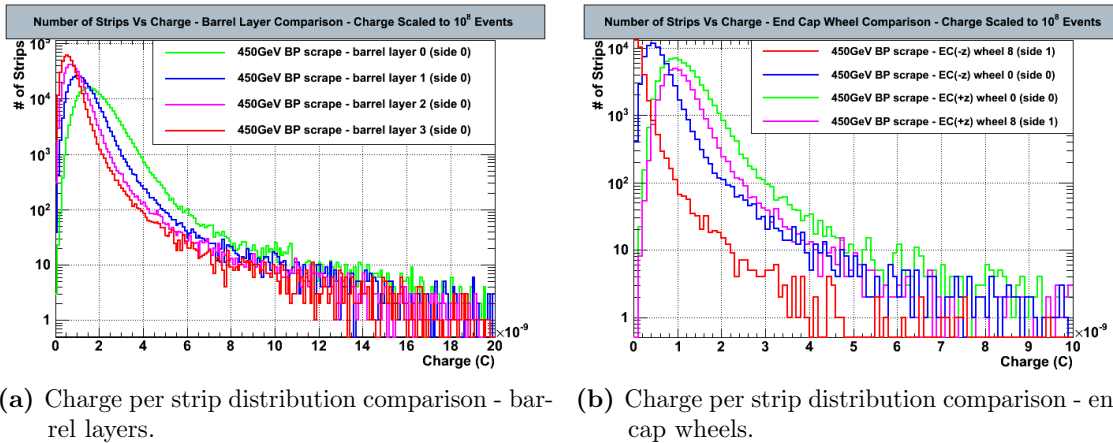 Number of Strips Vs Charge - Barrel Layer Comparison - Charge Scaled to 10⁸ Events
# of Strips
10⁵
10⁴
10³
10²
10
1
450GeV BP scrape - barrel layer 0 (side 0)
450GeV BP scrape - barrel layer 1 (side 0)
450GeV BP scrape - barrel layer 2 (side 0)
450GeV BP scrape - barrel layer 3 (side 0)
0 2 4 6 8 10 12 14 16 18 20
×10⁻⁹
Charge (C)
Number of Strips Vs Charge - End Cap Wheel Comparison - Charge Scaled to 10⁸ Events
# of Strips
10⁴
10³
10²
10
1
450GeV BP scrape - EC(-z) wheel 8 (side 1)
450GeV BP scrape - EC(-z) wheel 0 (side 0)
450GeV BP scrape - EC(+z) wheel 0 (side 0)
450GeV BP scrape - EC(+z) wheel 8 (side 1)
0 1 2 3 4 5 6 7 8 9 10
×10⁻⁹
Charge (C)
(a) Charge per strip distribution comparison - bar-
rel layers.
(b) Charge per strip distribution comparison - en
cap wheels.